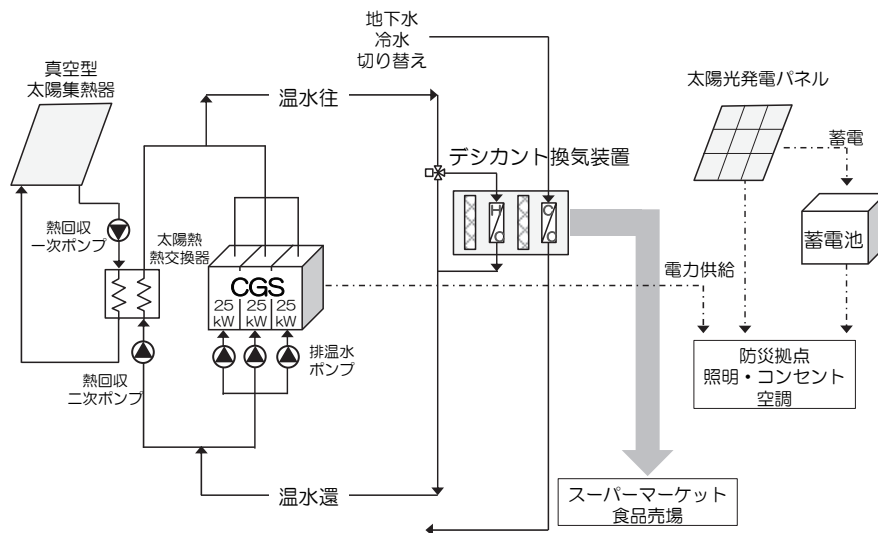 地下水
冷水
切り替え
真空型
太陽集熱器
温水往
太陽光発電パネル
蓄電
デシカント換気装置
熱回収
一次ポンプ
太陽熱
熱交換器
H
C
C
C
蓄電池
電力供給
CGS
25
kW
25
kW
25
kW
排温水
ポンプ
熱回収
二次ポンプ
防災拠点
照明・コンセント
空調
温水還
スーパーマーケット
食品売場